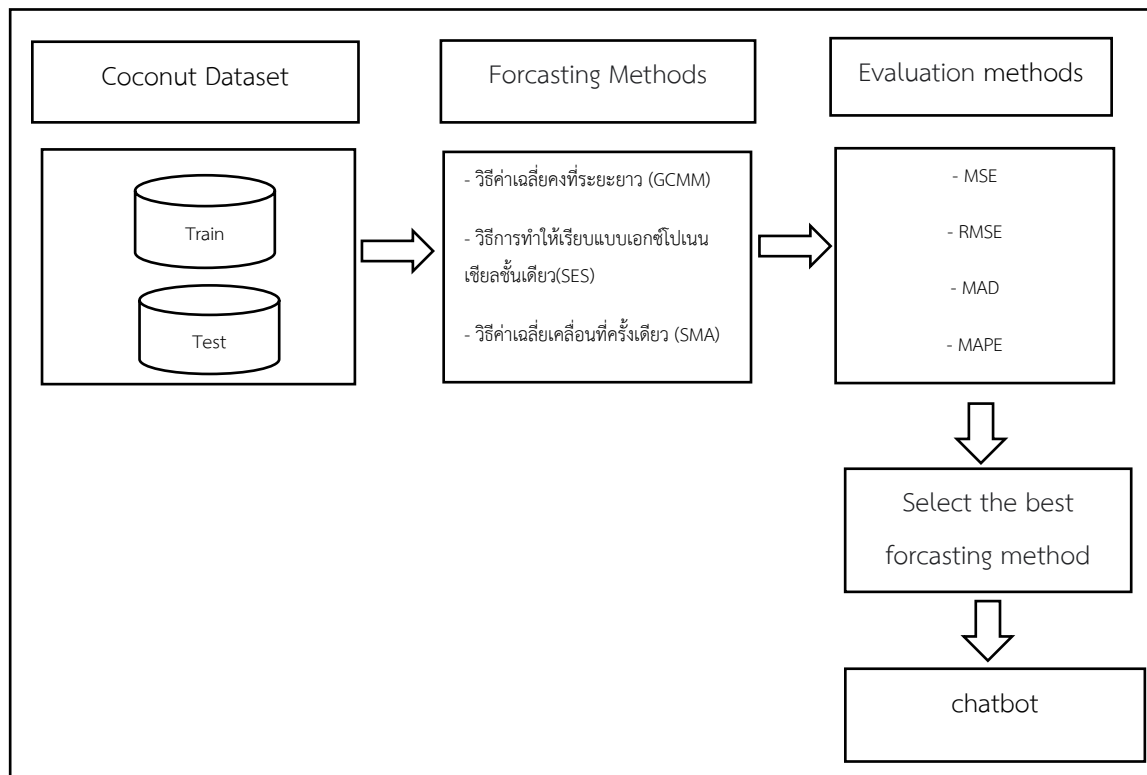 Coconut Dataset
Forcasting Methods
Evaluation methods
Train
Test
- วิธีค่าเฉลี่ยคงที่ระยะยาว (GCMM)
- วิธีการทำให้เรียบแบบเอกซ์โปเนน
เชียลชั้นเดียว(SES)
- วิธีค่าเฉลี่ยเคลื่อนที่ครั้งเดียว (SMA)
- MSE
- RMSE
- MAD
- MAPE
Select the best
forcasting method
chatbot